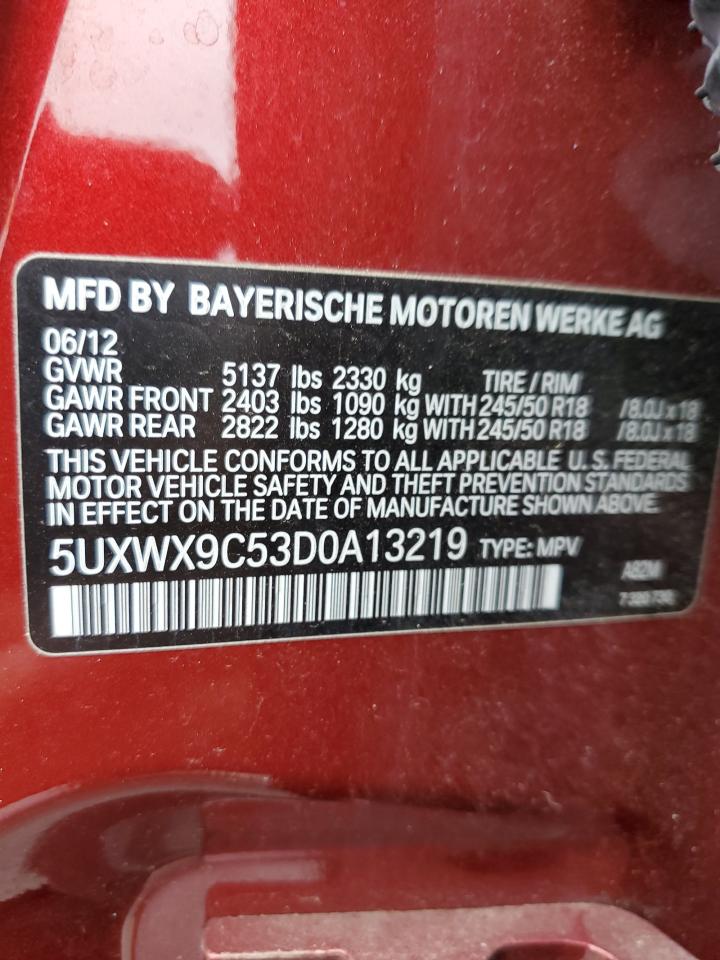 MFD BY BAYERISCHE MOTOREN WERKE AG
06/12
GVWR 5137 lbs 2330 kg TIRE / RIM
GAWR FRONT 2403 lbs 1090 kg WITH 245/50 R18 /8.0J x 18
GAWR REAR 2822 lbs 1280 kg WITH 245/50 R18 /8.0J x 18
THIS VEHICLE CONFORMS TO ALL APPLICABLE U. S. FEDERAL
MOTOR VEHICLE SAFETY AND THEFT PREVENTION STANDARDS
IN EFFECT ON THE DATE OF MANUFACTURE SHOWN ABOVE.
5UXWX9C53D0A13219 TYPE: MPV
A82M